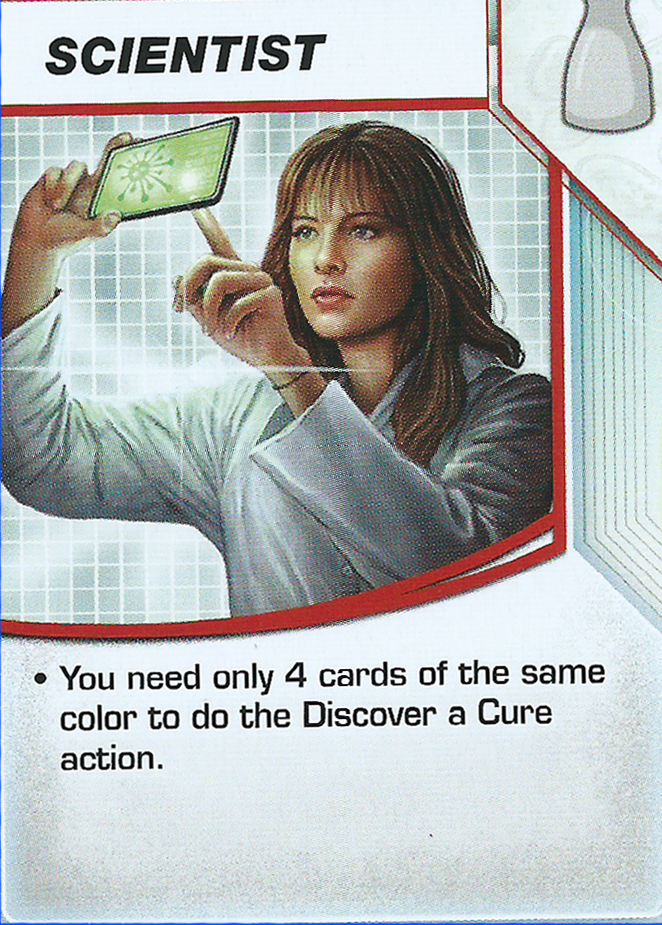 SCIENTIST
• You need only 4 cards of the same
color to do the Discover a Cure
action.